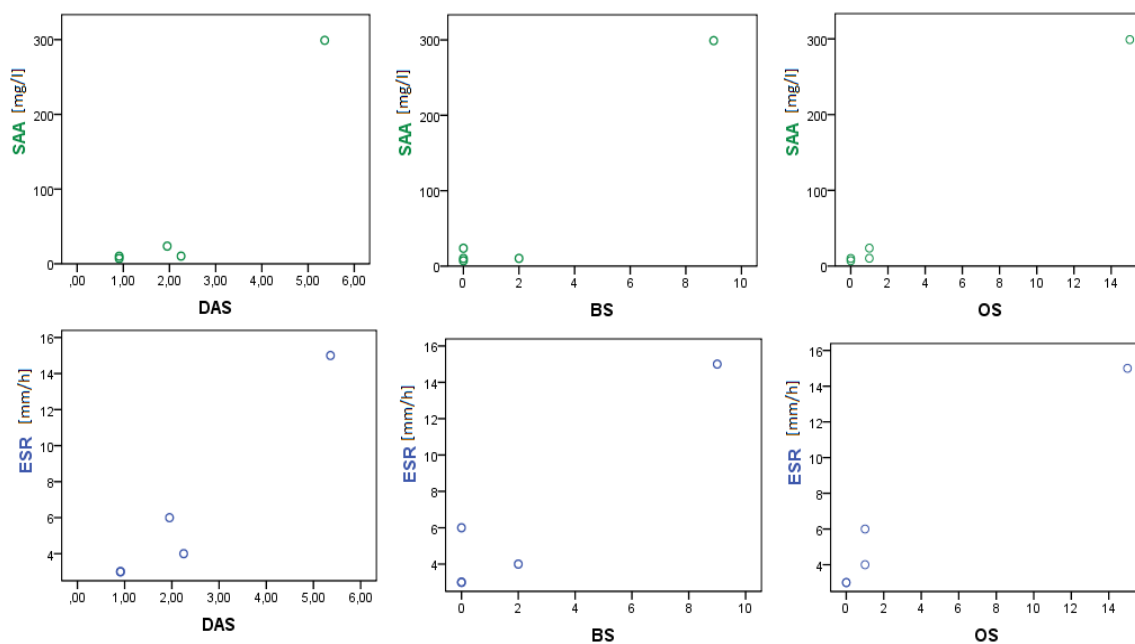 SAA [mg/l]
300
200
100
0
,00 1,00 2,00 3,00 4,00 5,00 6,00
DAS
SAA [mg/l]
300
200
100
0
0 2 4 6 8 10
BS
SAA [mg/l]
300
200
100
0
0 2 4 6 8 10 12 14
OS
ESR [mm/h]
16
14
12
10
8
6
4
,00 1,00 2,00 3,00 4,00 5,00 6,00
DAS
ESR [mm/h]
16
14
12
10
8
6
4
0 2 4 6 8 10
BS
ESR [mm/h]
16
14
12
10
8
6
4
0 2 4 6 8 10 12 14
OS